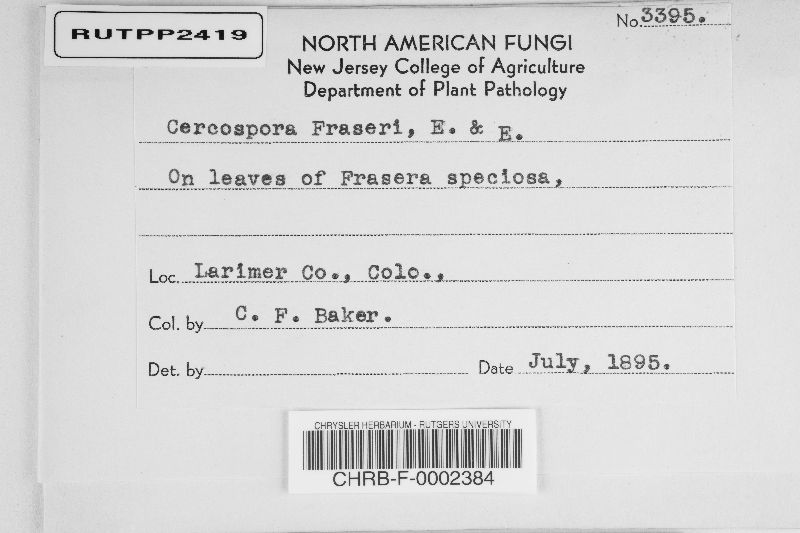 RUTPP2419
No. 3395.
NORTH AMERICAN FUNGI
New Jersey College of Agriculture
Department of Plant Pathology
Cercospora Fraseri, E. & E.
On leaves of Frasera speciosa,
Loc. Larimer Co., Colo.,
Col. by C. F. Baker.
Det. by Date July, 1895.
CHRYSLER HERBARIUM - RUTGERS UNIVERSITY
CHRB-F-0002384